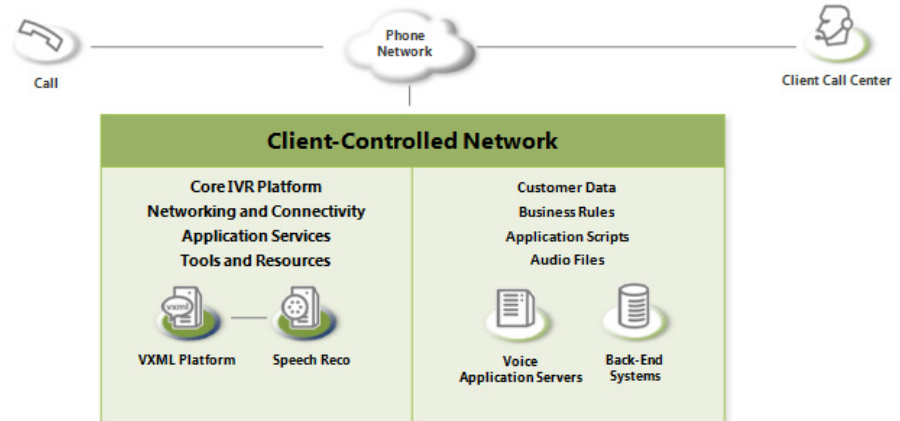 Phone
Network
Call
Client Call Center
Client-Controlled Network
Core IVR Platform
Networking and Connectivity
Application Services
Tools and Resources
vxml
VXML Platform
Speech Reco
Customer Data
Business Rules
Application Scripts
Audio Files
Voice
Application Servers
Back-End
Systems